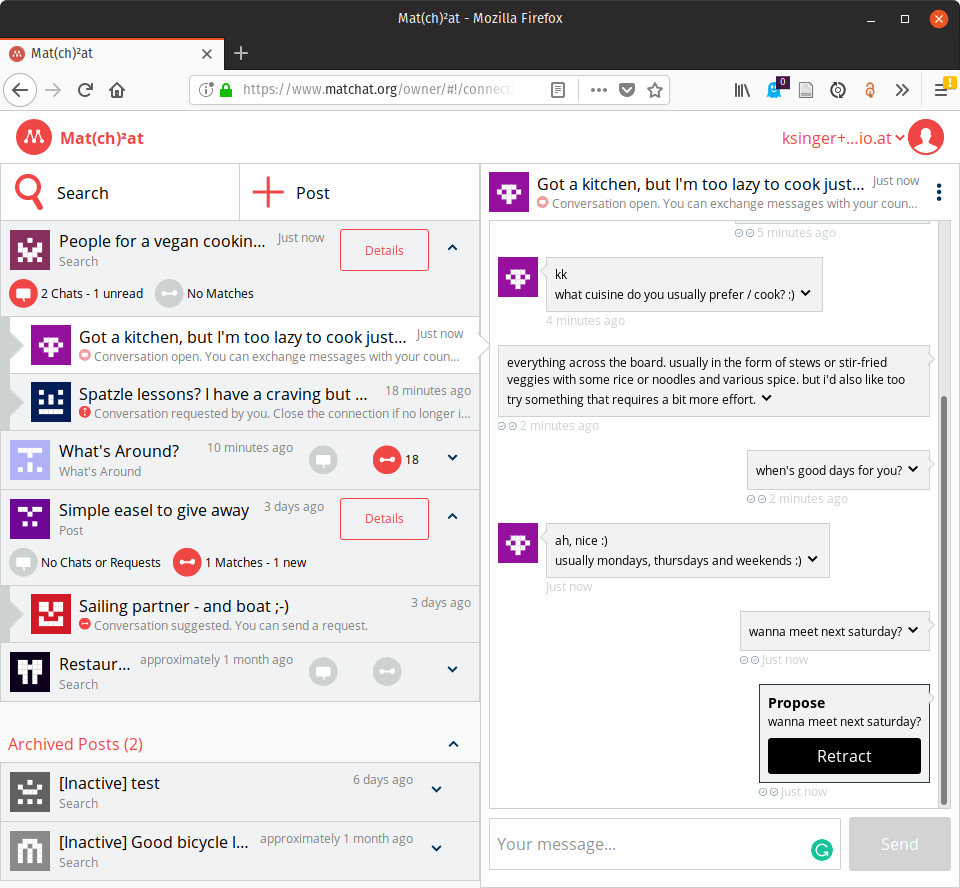 Mat(ch)²at - Mozilla Firefox
Mat(ch)²at
https://www.matchat.org/owner/#!/connect
0
Mat(ch)²at
ksinger+...io.at
Search
Post
People for a vegan cookin...
Just now
Details
Search
2 Chats - 1 unread
No Matches
Got a kitchen, but I'm too lazy to cook just...
Just now
Conversation open. You can exchange messages with your coun...
Spatzle lessons? I have a craving but ...
18 minutes ago
Conversation requested by you. Close the connection if no longer i...
What's Around?
10 minutes ago
18
What's Around
Simple easel to give away
3 days ago
Details
Post
No Chats or Requests
1 Matches - 1 new
Sailing partner - and boat ;-)
3 days ago
Conversation suggested. You can send a request.
Restaur...
approximately 1 month ago
Search
Archived Posts (2)
[Inactive] test
6 days ago
Search
[Inactive] Good bicycle l...
approximately 1 month ago
Search
Got a kitchen, but I'm too lazy to cook just...
Just now
Conversation open. You can exchange messages with your coun...
5 minutes ago
kk
what cuisine do you usually prefer / cook? :)
4 minutes ago
everything across the board. usually in the form of stews or stir-fried
veggies with some rice or noodles and various spice. but i'd also like too
try something that requires a bit more effort.
2 minutes ago
when's good days for you?
2 minutes ago
ah, nice :)
usually mondays, thursdays and weekends :)
Just now
wanna meet next saturday?
Just now
Propose
wanna meet next saturday?
Retract
Just now
Your message...
Send